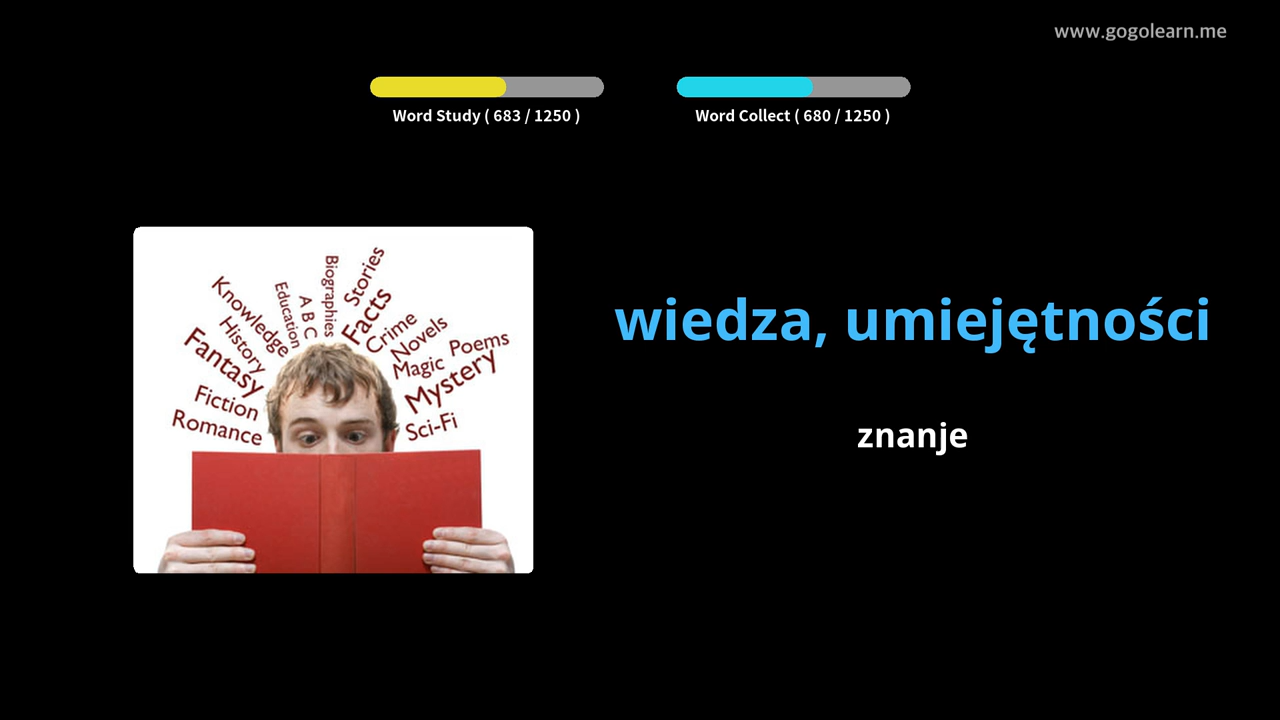 www.gogolearn.me
Word Study ( 683 / 1250 )
Word Collect ( 680 / 1250 )
Knowledge
History
Fantasy
Fiction
Romance
Education
A B C
Biographies
Stories
Facts
Crime
Novels
Magic
Poems
Mystery
Sci-Fi
wiedza, umiejętności
znanje